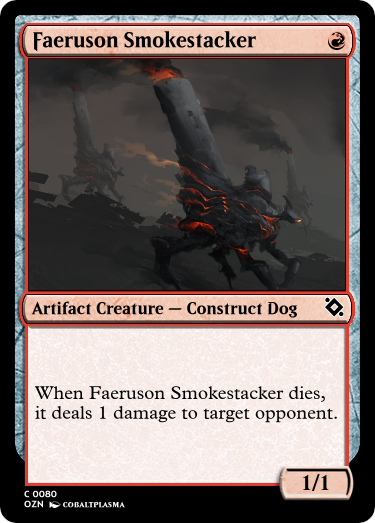 Faeruson Smokestacker
Artifact Creature — Construct Dog
When Faeruson Smokestacker dies,
it deals 1 damage to target opponent.
1/1
C 0080
OZN COBALTPLASMA